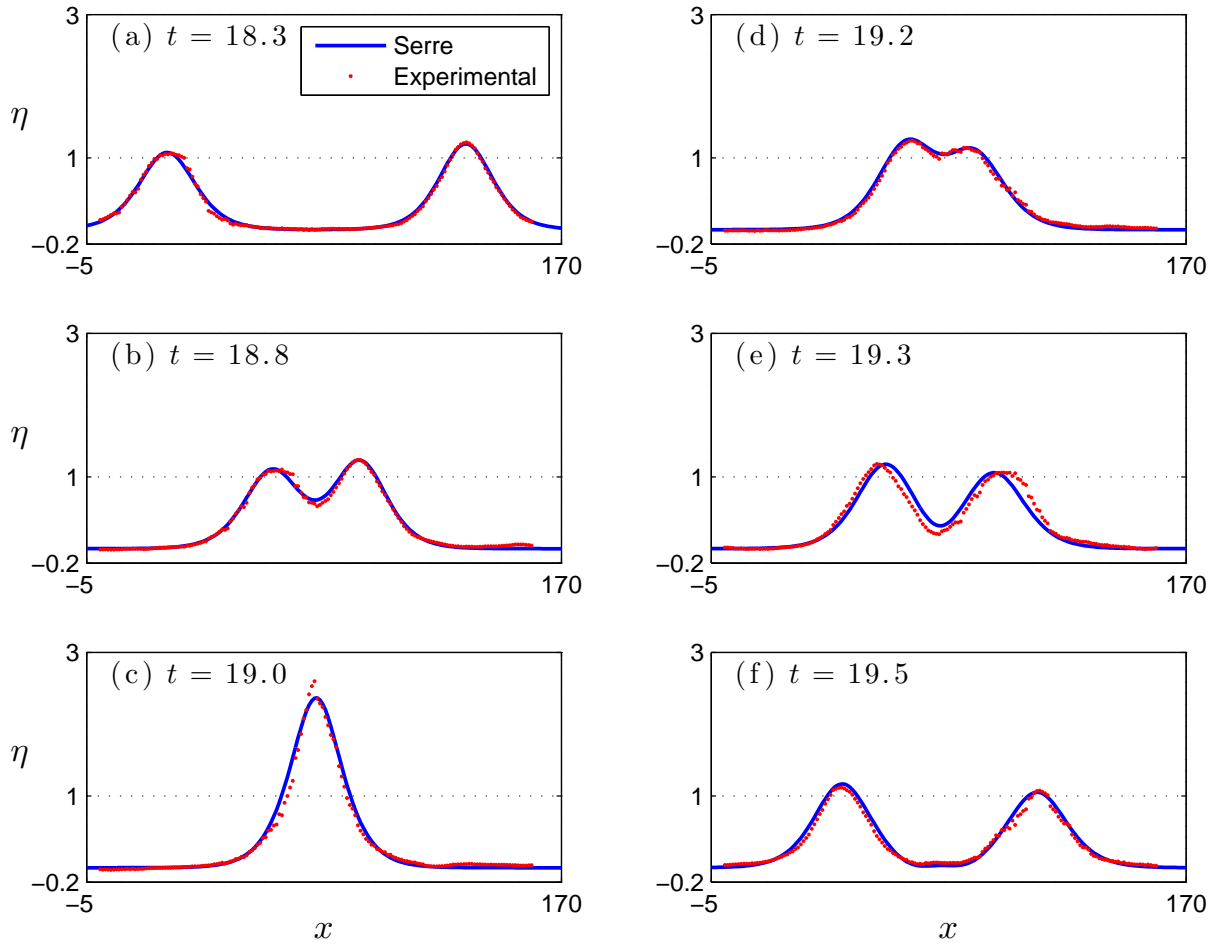 (a) t = 18.3
Serre
Experimental
3
η
1
−0.2
−5
170
(d) t = 19.2
3
1
−0.2
−5
170
(b) t = 18.8
3
η
1
−0.2
−5
170
(e) t = 19.3
3
1
−0.2
−5
170
(c) t = 19.0
3
η
1
−0.2
−5
170
x
(f) t = 19.5
3
1
−0.2
−5
170
x